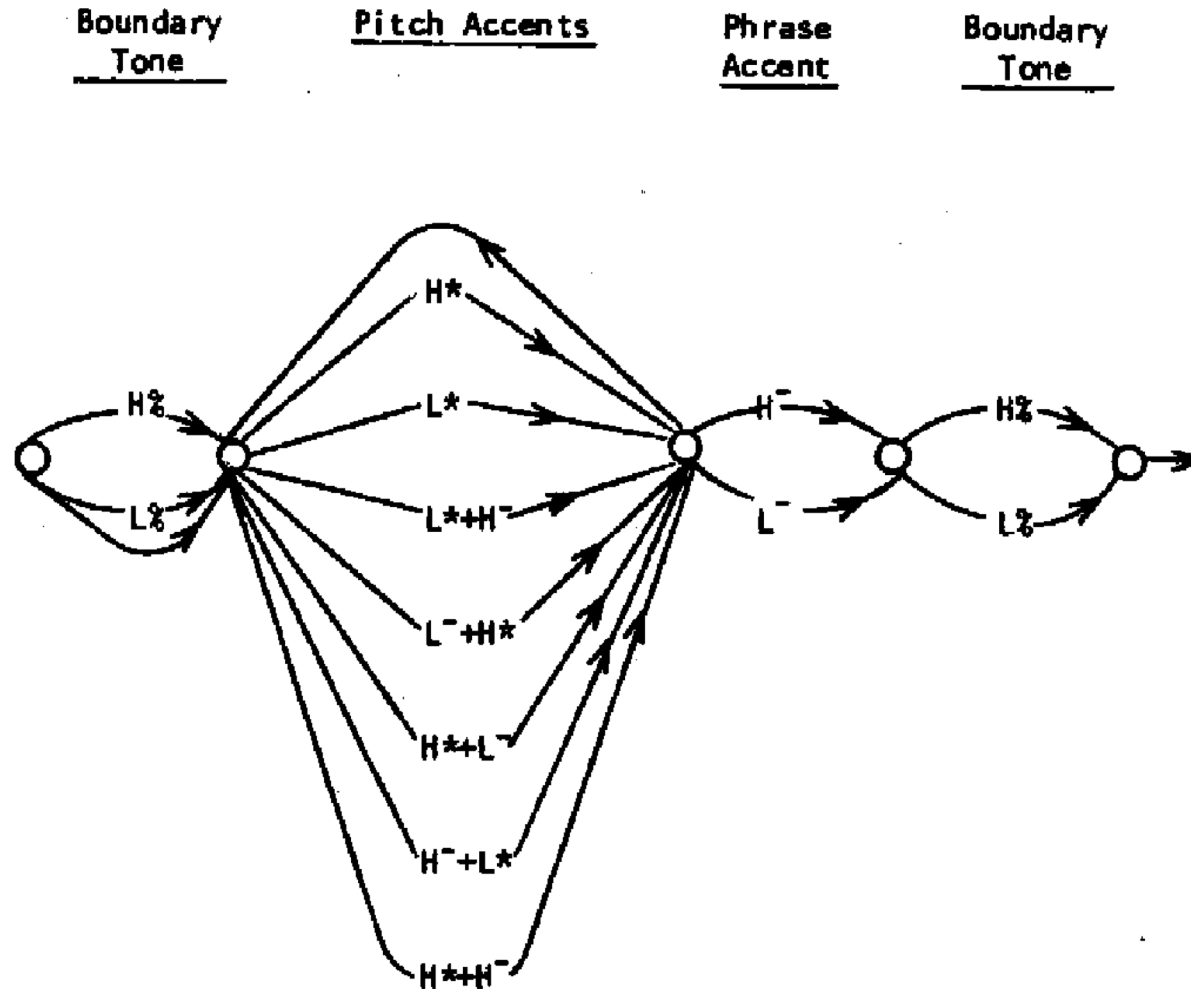 Boundary Tone
Pitch Accents
Phrase Accent
Boundary Tone
H*
H%
L*
H⁻
H%
L%
L*+H⁻
L⁻
L%
L⁻+H*
H*+L⁻
H⁻+L*
H*+H⁻